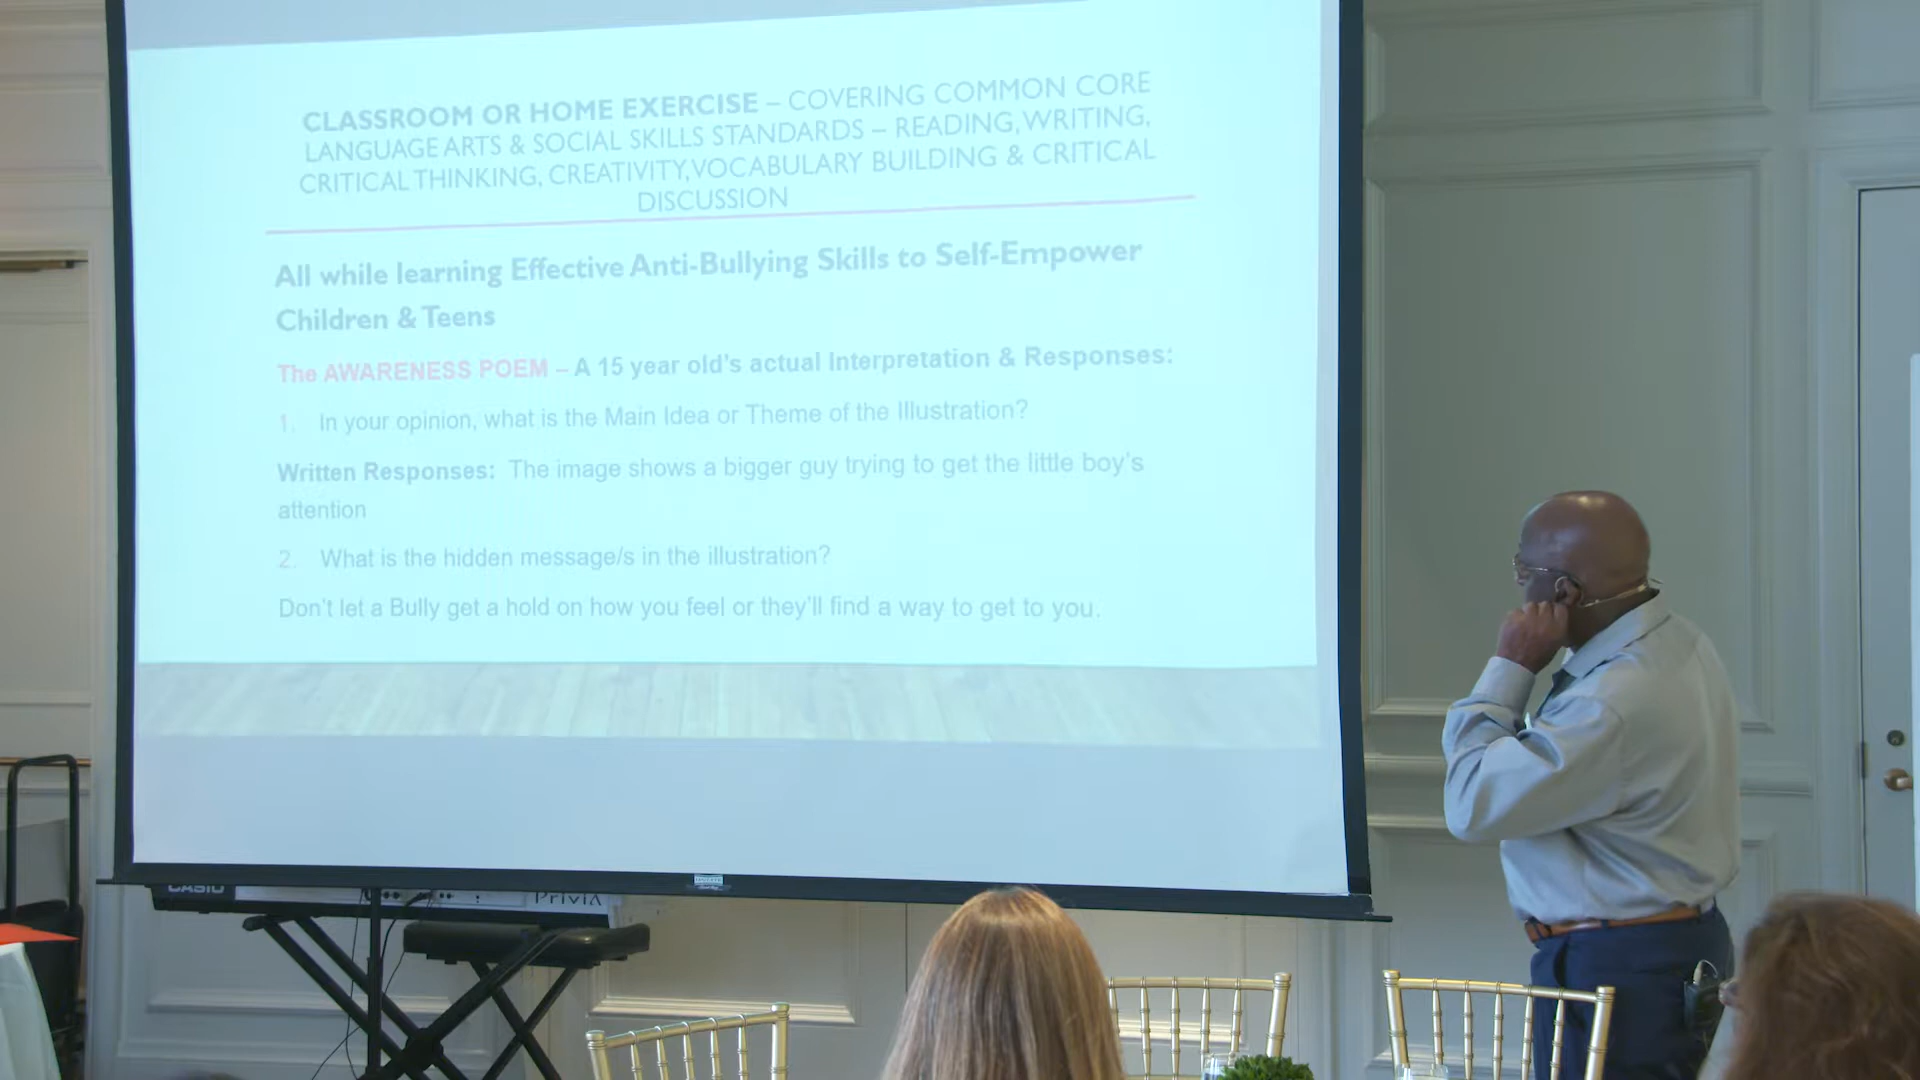 CLASSROOM OR HOME EXERCISE – COVERING COMMON CORE
LANGUAGE ARTS & SOCIAL SKILLS STANDARDS – READING, WRITING,
CRITICAL THINKING, CREATIVITY, VOCABULARY BUILDING & CRITICAL
DISCUSSION
All while learning Effective Anti-Bullying Skills to Self-Empower
Children & Teens
The AWARENESS POEM – A 15 year old's actual Interpretation & Responses:
1. In your opinion, what is the Main Idea or Theme of the Illustration?
Written Responses: The image shows a bigger guy trying to get the little boy's
attention
2. What is the hidden message/s in the illustration?
Don't let a Bully get a hold on how you feel or they'll find a way to get to you.
CASIO
Privia